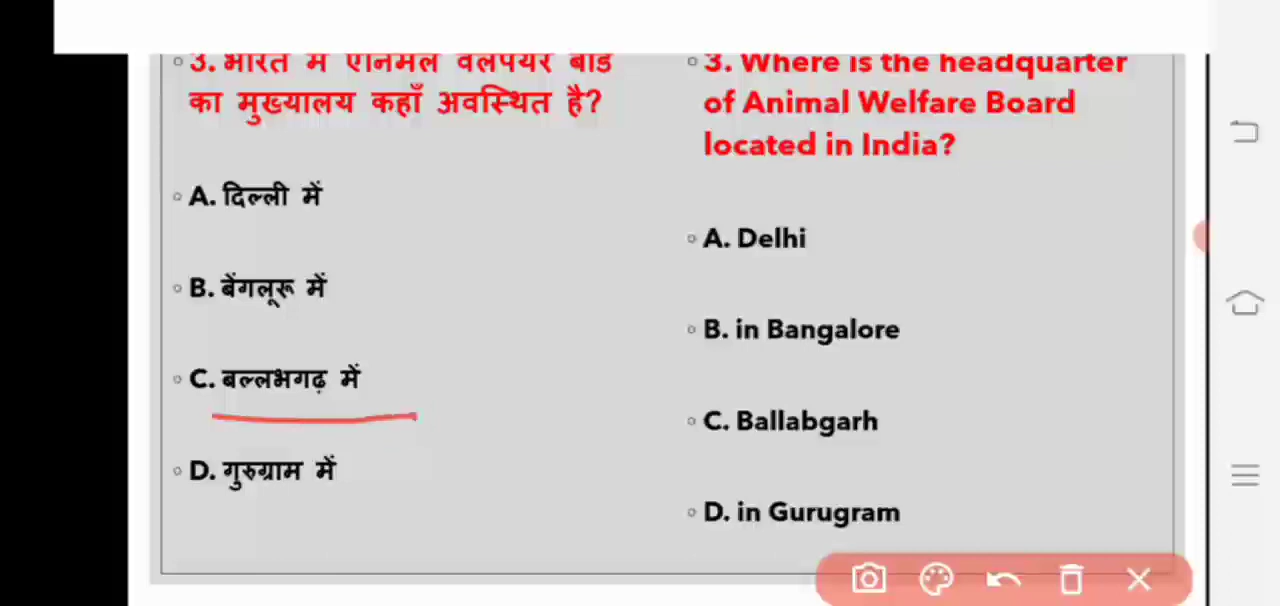 3. भारत में एनिमल वेलफेयर बोर्ड
का मुख्यालय कहाँ अवस्थित है?
A. दिल्ली में
B. बेंगलूरू में
C. बल्लभगढ़ में
D. गुरुग्राम में
3. Where is the headquarter
of Animal Welfare Board
located in India?
A. Delhi
B. in Bangalore
C. Ballabgarh
D. in Gurugram